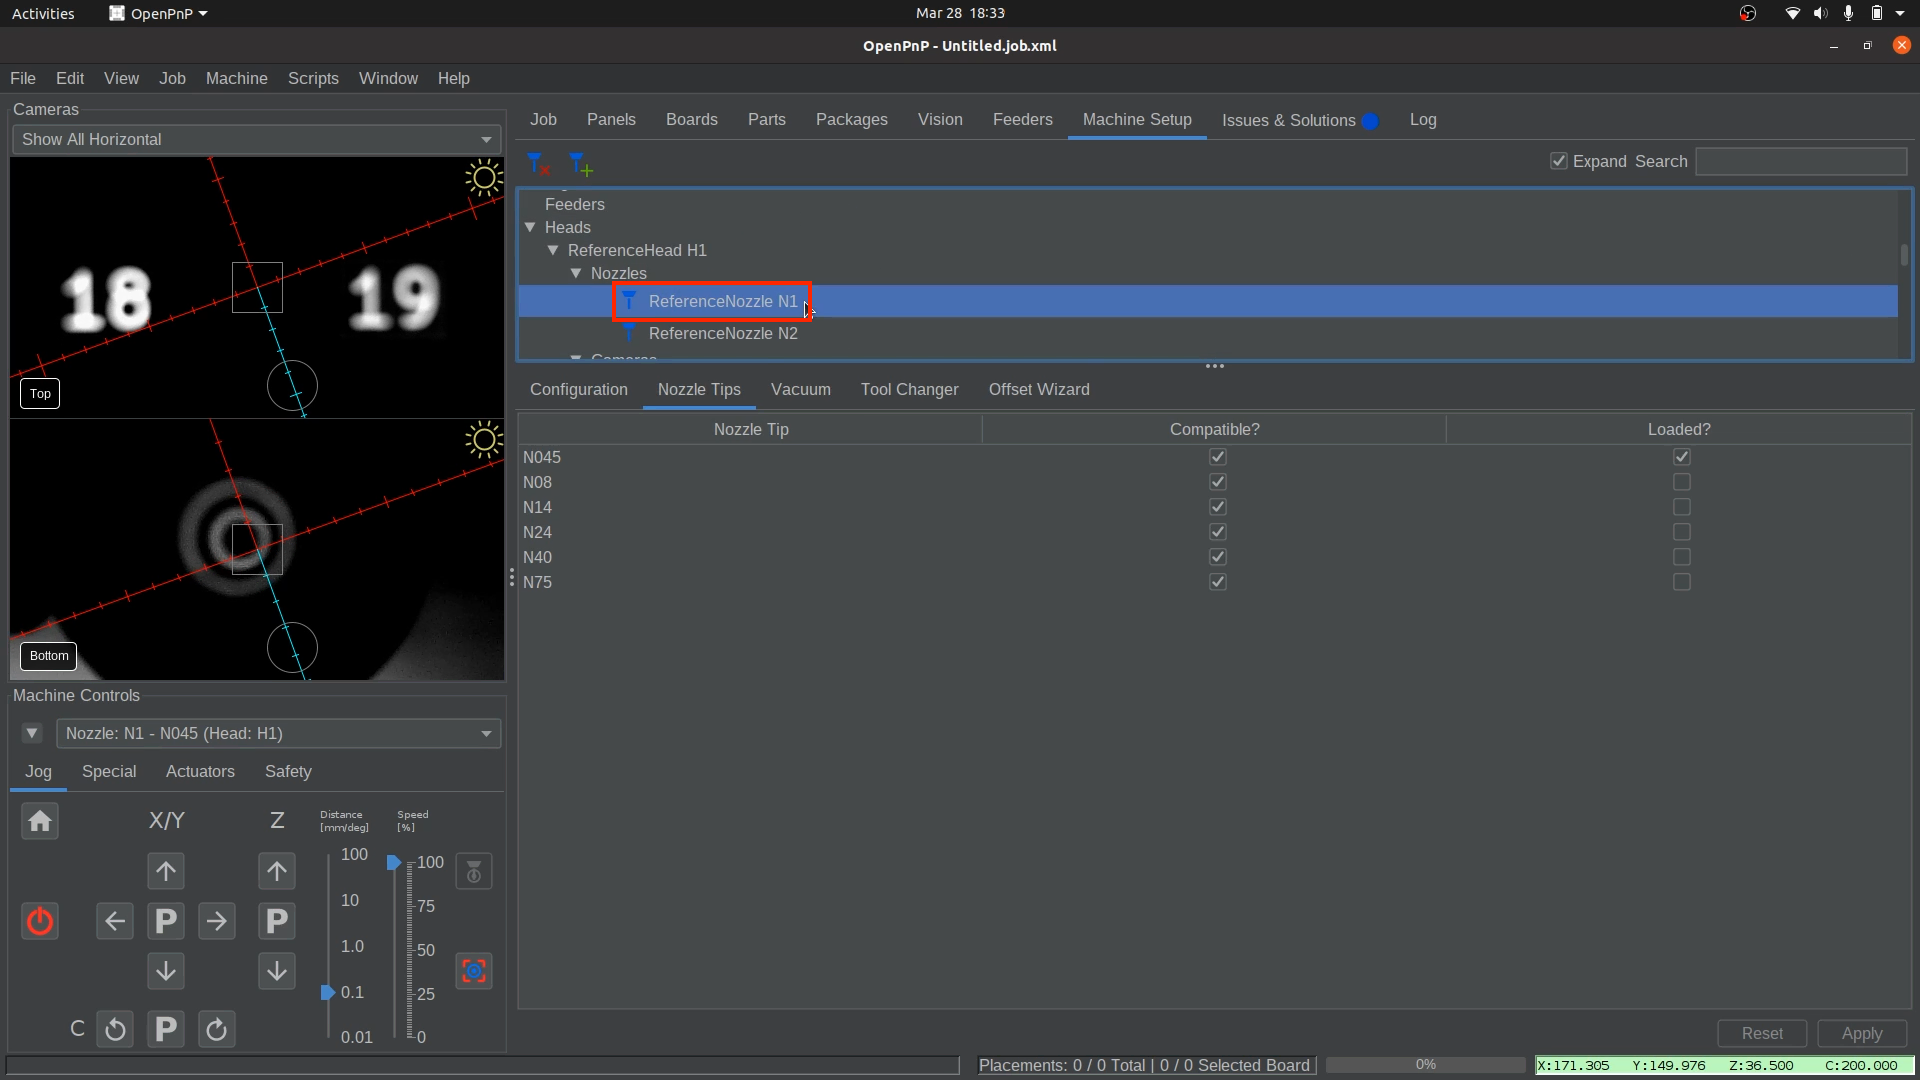 Activities OpenPnP Mar 28 18:33
OpenPnP - Untitled.job.xml
File Edit View Job Machine Scripts Window Help
Cameras
Show All Horizontal
18 19
Top
Bottom
Machine Controls
Nozzle: N1 - N045 (Head: H1)
Jog Special Actuators Safety
X/Y Z Distance [mm/deg] Speed [%]
100 100
10 75
P P
1.0 50
0.1 25
C P 0.01 0
Job Panels Boards Parts Packages Vision Feeders Machine Setup Issues & Solutions Log
Expand Search
Feeders
Heads
ReferenceHead H1
Nozzles
ReferenceNozzle N1
ReferenceNozzle N2
Cameras
Configuration Nozzle Tips Vacuum Tool Changer Offset Wizard
Nozzle Tip Compatible? Loaded?
N045
N08
N14
N24
N40
N75
Reset Apply
Placements: 0 / 0 Total | 0 / 0 Selected Board 0% X:171.305 Y:149.976 Z:36.500 C:200.000